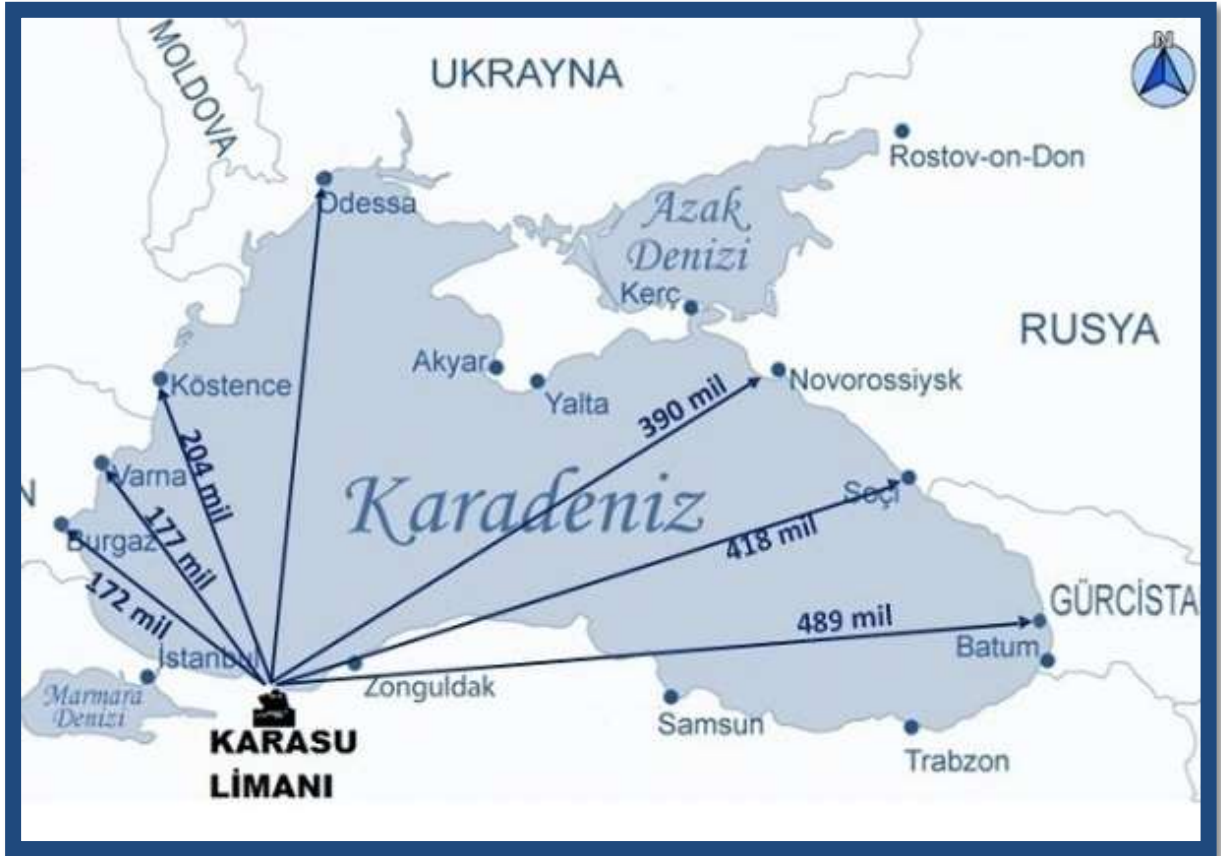 MOLDOVA
UKRAYNA
N
Rostov-on-Don
Odessa
Azak
Denizi
Kerç
RUSYA
Akyar
Köstence
Yalta
Novorossiysk
390 mil
204 mil
Varna
N
Karadeniz
Soçi
177 mil
Burgaz
418 mil
172 mil
GÜRCİSTA
489 mil
Batum
İstanbul
Zonguldak
Marmara
Denizi
Samsun
KARASU
LİMANI
Trabzon